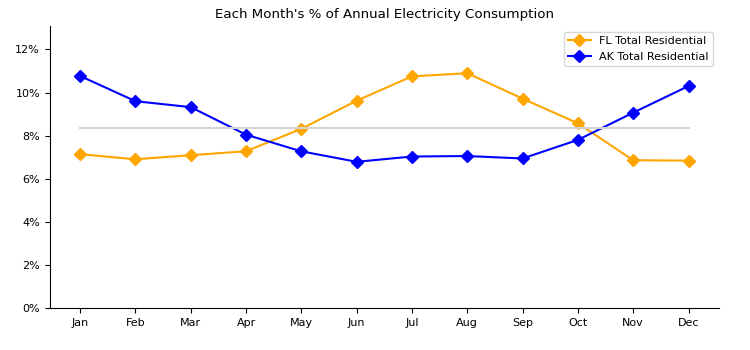 Each Month's % of Annual Electricity Consumption
FL Total Residential
AK Total Residential
12%
10%
8%
6%
4%
2%
0%
Jan Feb Mar Apr May Jun Jul Aug Sep Oct Nov Dec